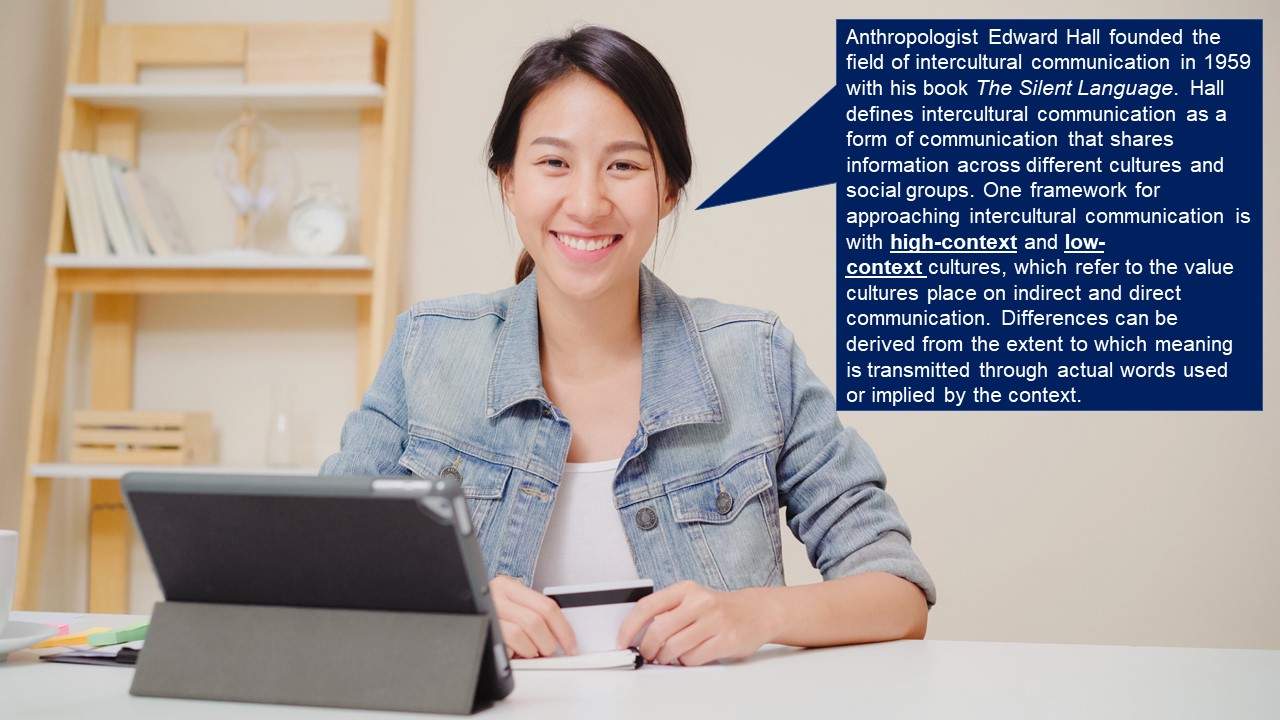 Anthropologist Edward Hall founded the
field of intercultural communication in 1959
with his book The Silent Language. Hall
defines intercultural communication as a
form of communication that shares
information across different cultures and
social groups. One framework for
approaching intercultural communication is
with high-context and low-
context cultures, which refer to the value
cultures place on indirect and direct
communication. Differences can be
derived from the extent to which meaning
is transmitted through actual words used
or implied by the context.